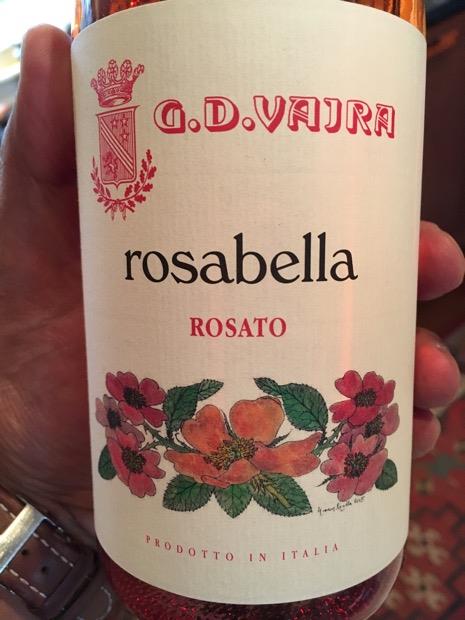 G.D.VAJRA
rosabella
ROSATO
PRODOTTO IN ITALIA